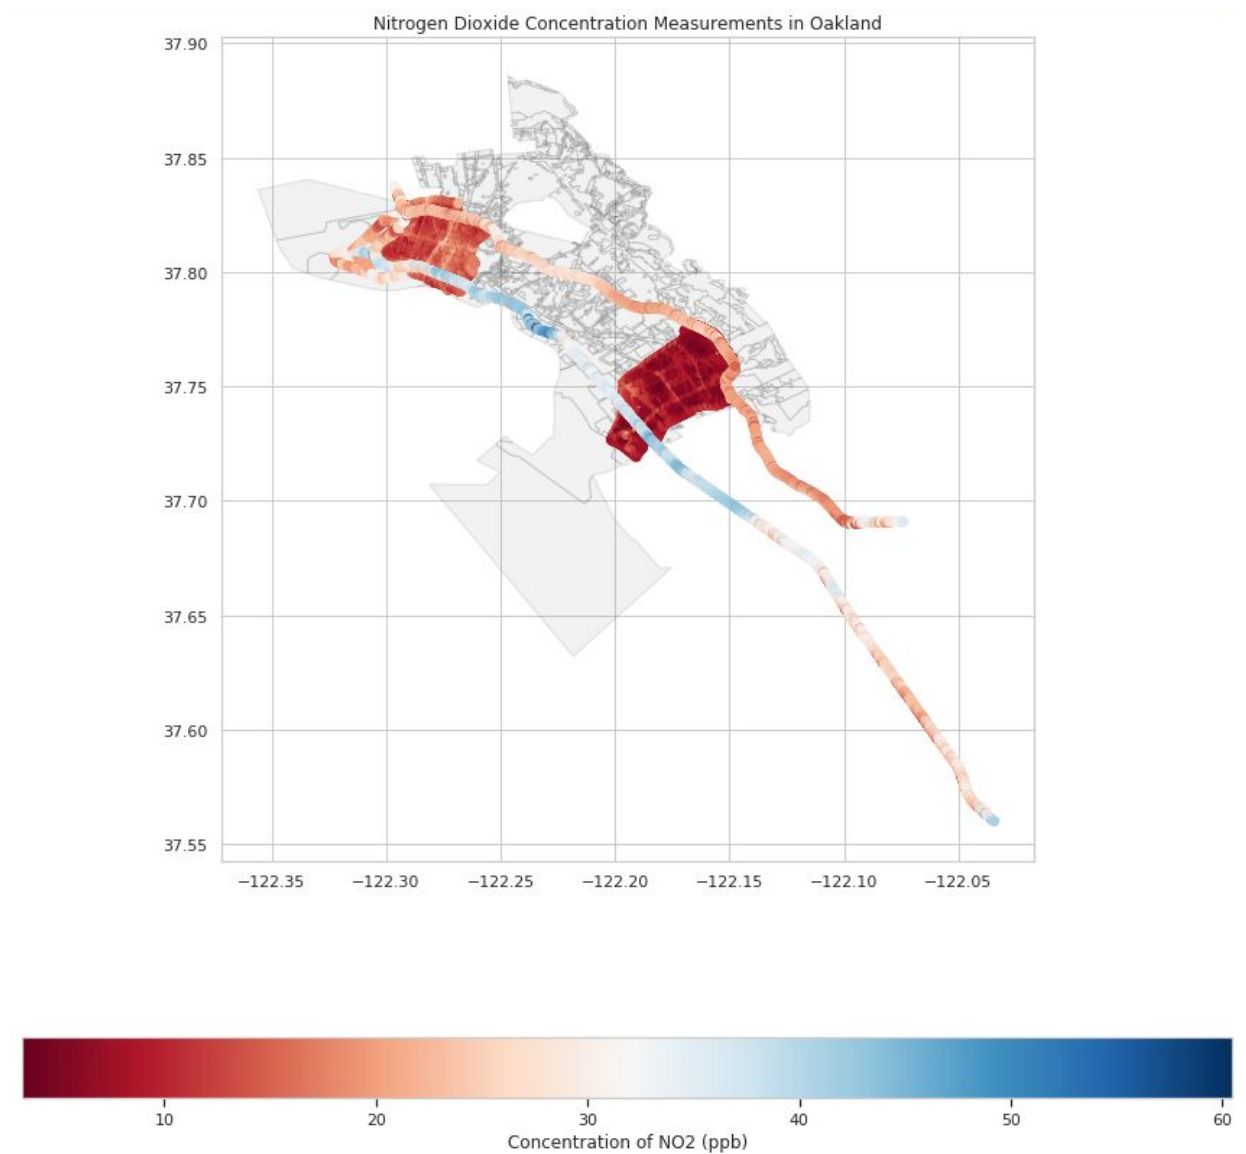 Nitrogen Dioxide Concentration Measurements in Oakland
37.90
37.85
37.80
37.75
37.70
37.65
37.60
37.55
−122.35 −122.30 −122.25 −122.20 −122.15 −122.10 −122.05
10 20 30 40 50 60
Concentration of NO2 (ppb)